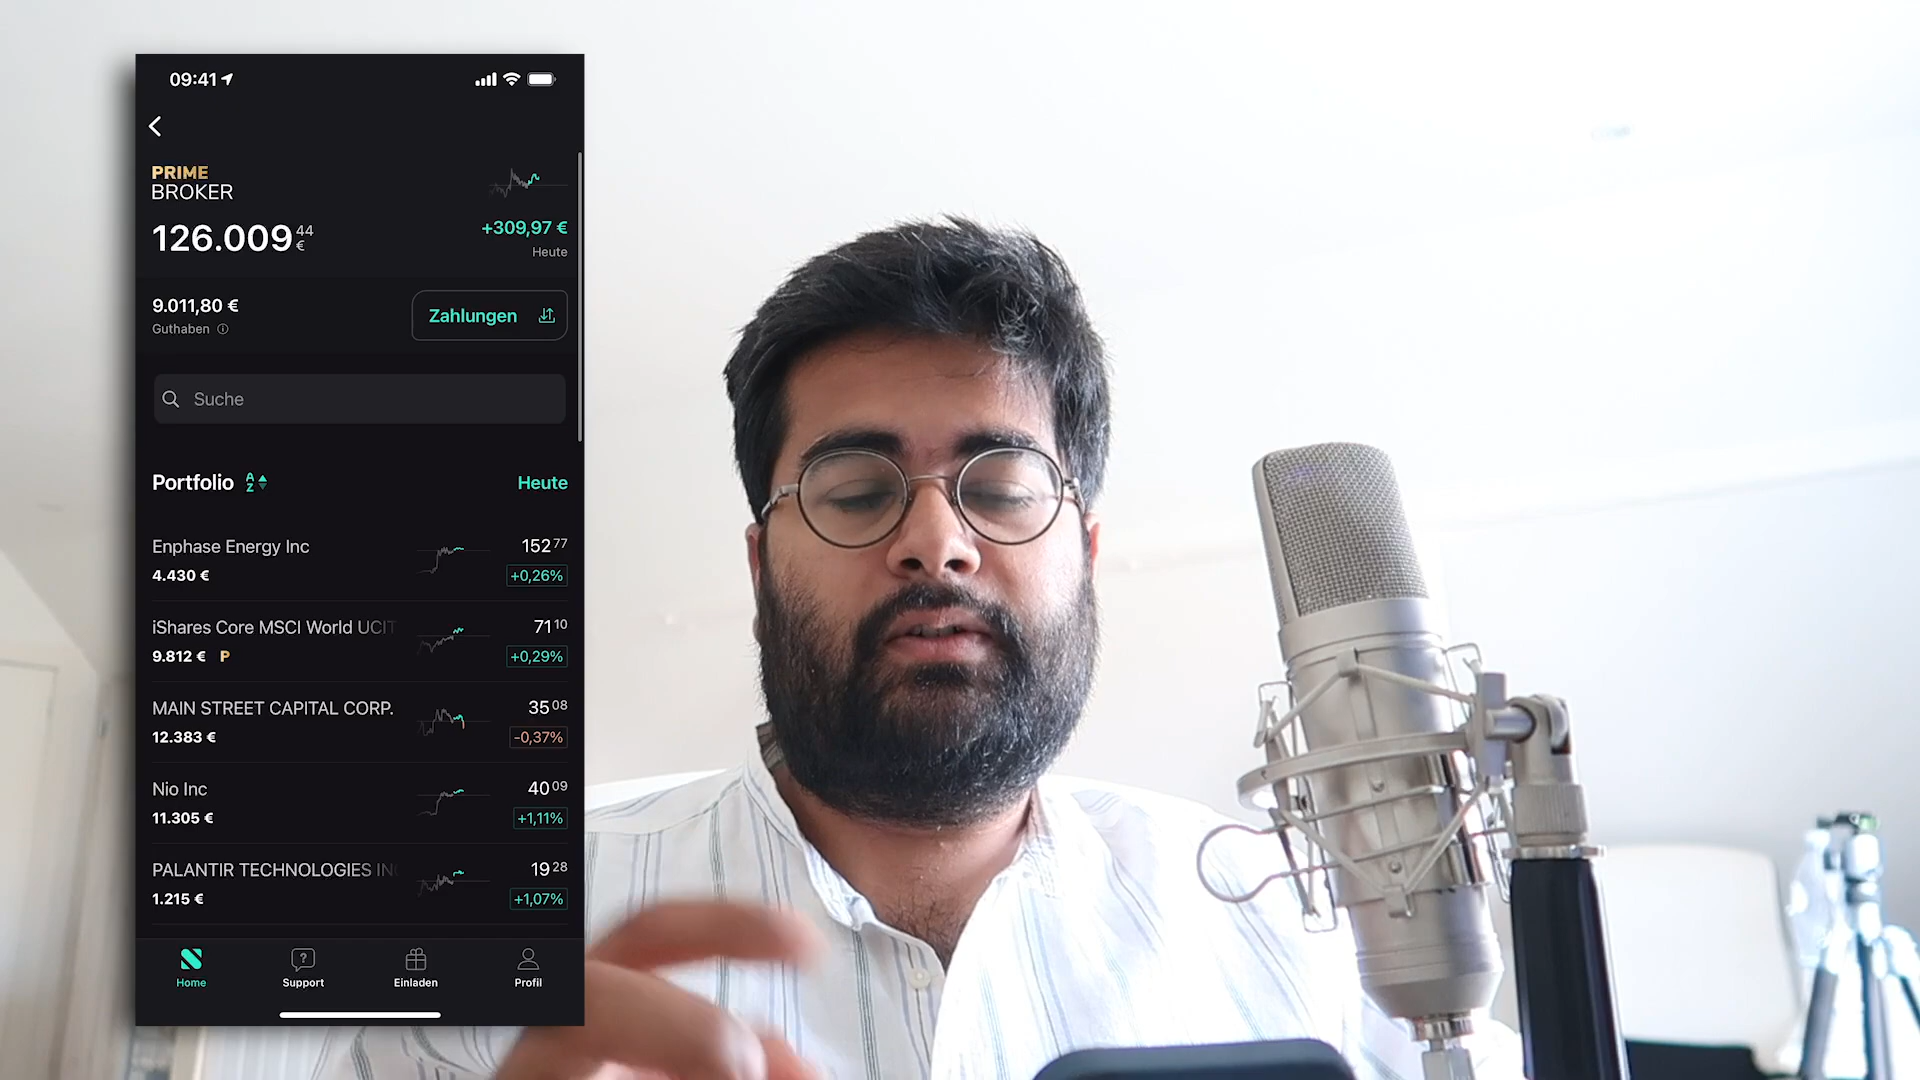 09:41
PRIME
BROKER
126.009 44 €
+309,97 €
Heute
9.011,80 €
Guthaben
Zahlungen
Suche
Portfolio A Z
Heute
Enphase Energy Inc
152 77
4.430 €
+0,26%
iShares Core MSCI World UCIT
71 10
9.812 € P
+0,29%
MAIN STREET CAPITAL CORP.
35 08
12.383 €
-0,37%
Nio Inc
40 09
11.305 €
+1,11%
PALANTIR TECHNOLOGIES IN
19 28
1.215 €
+1,07%
Home
Support
Einladen
Profil